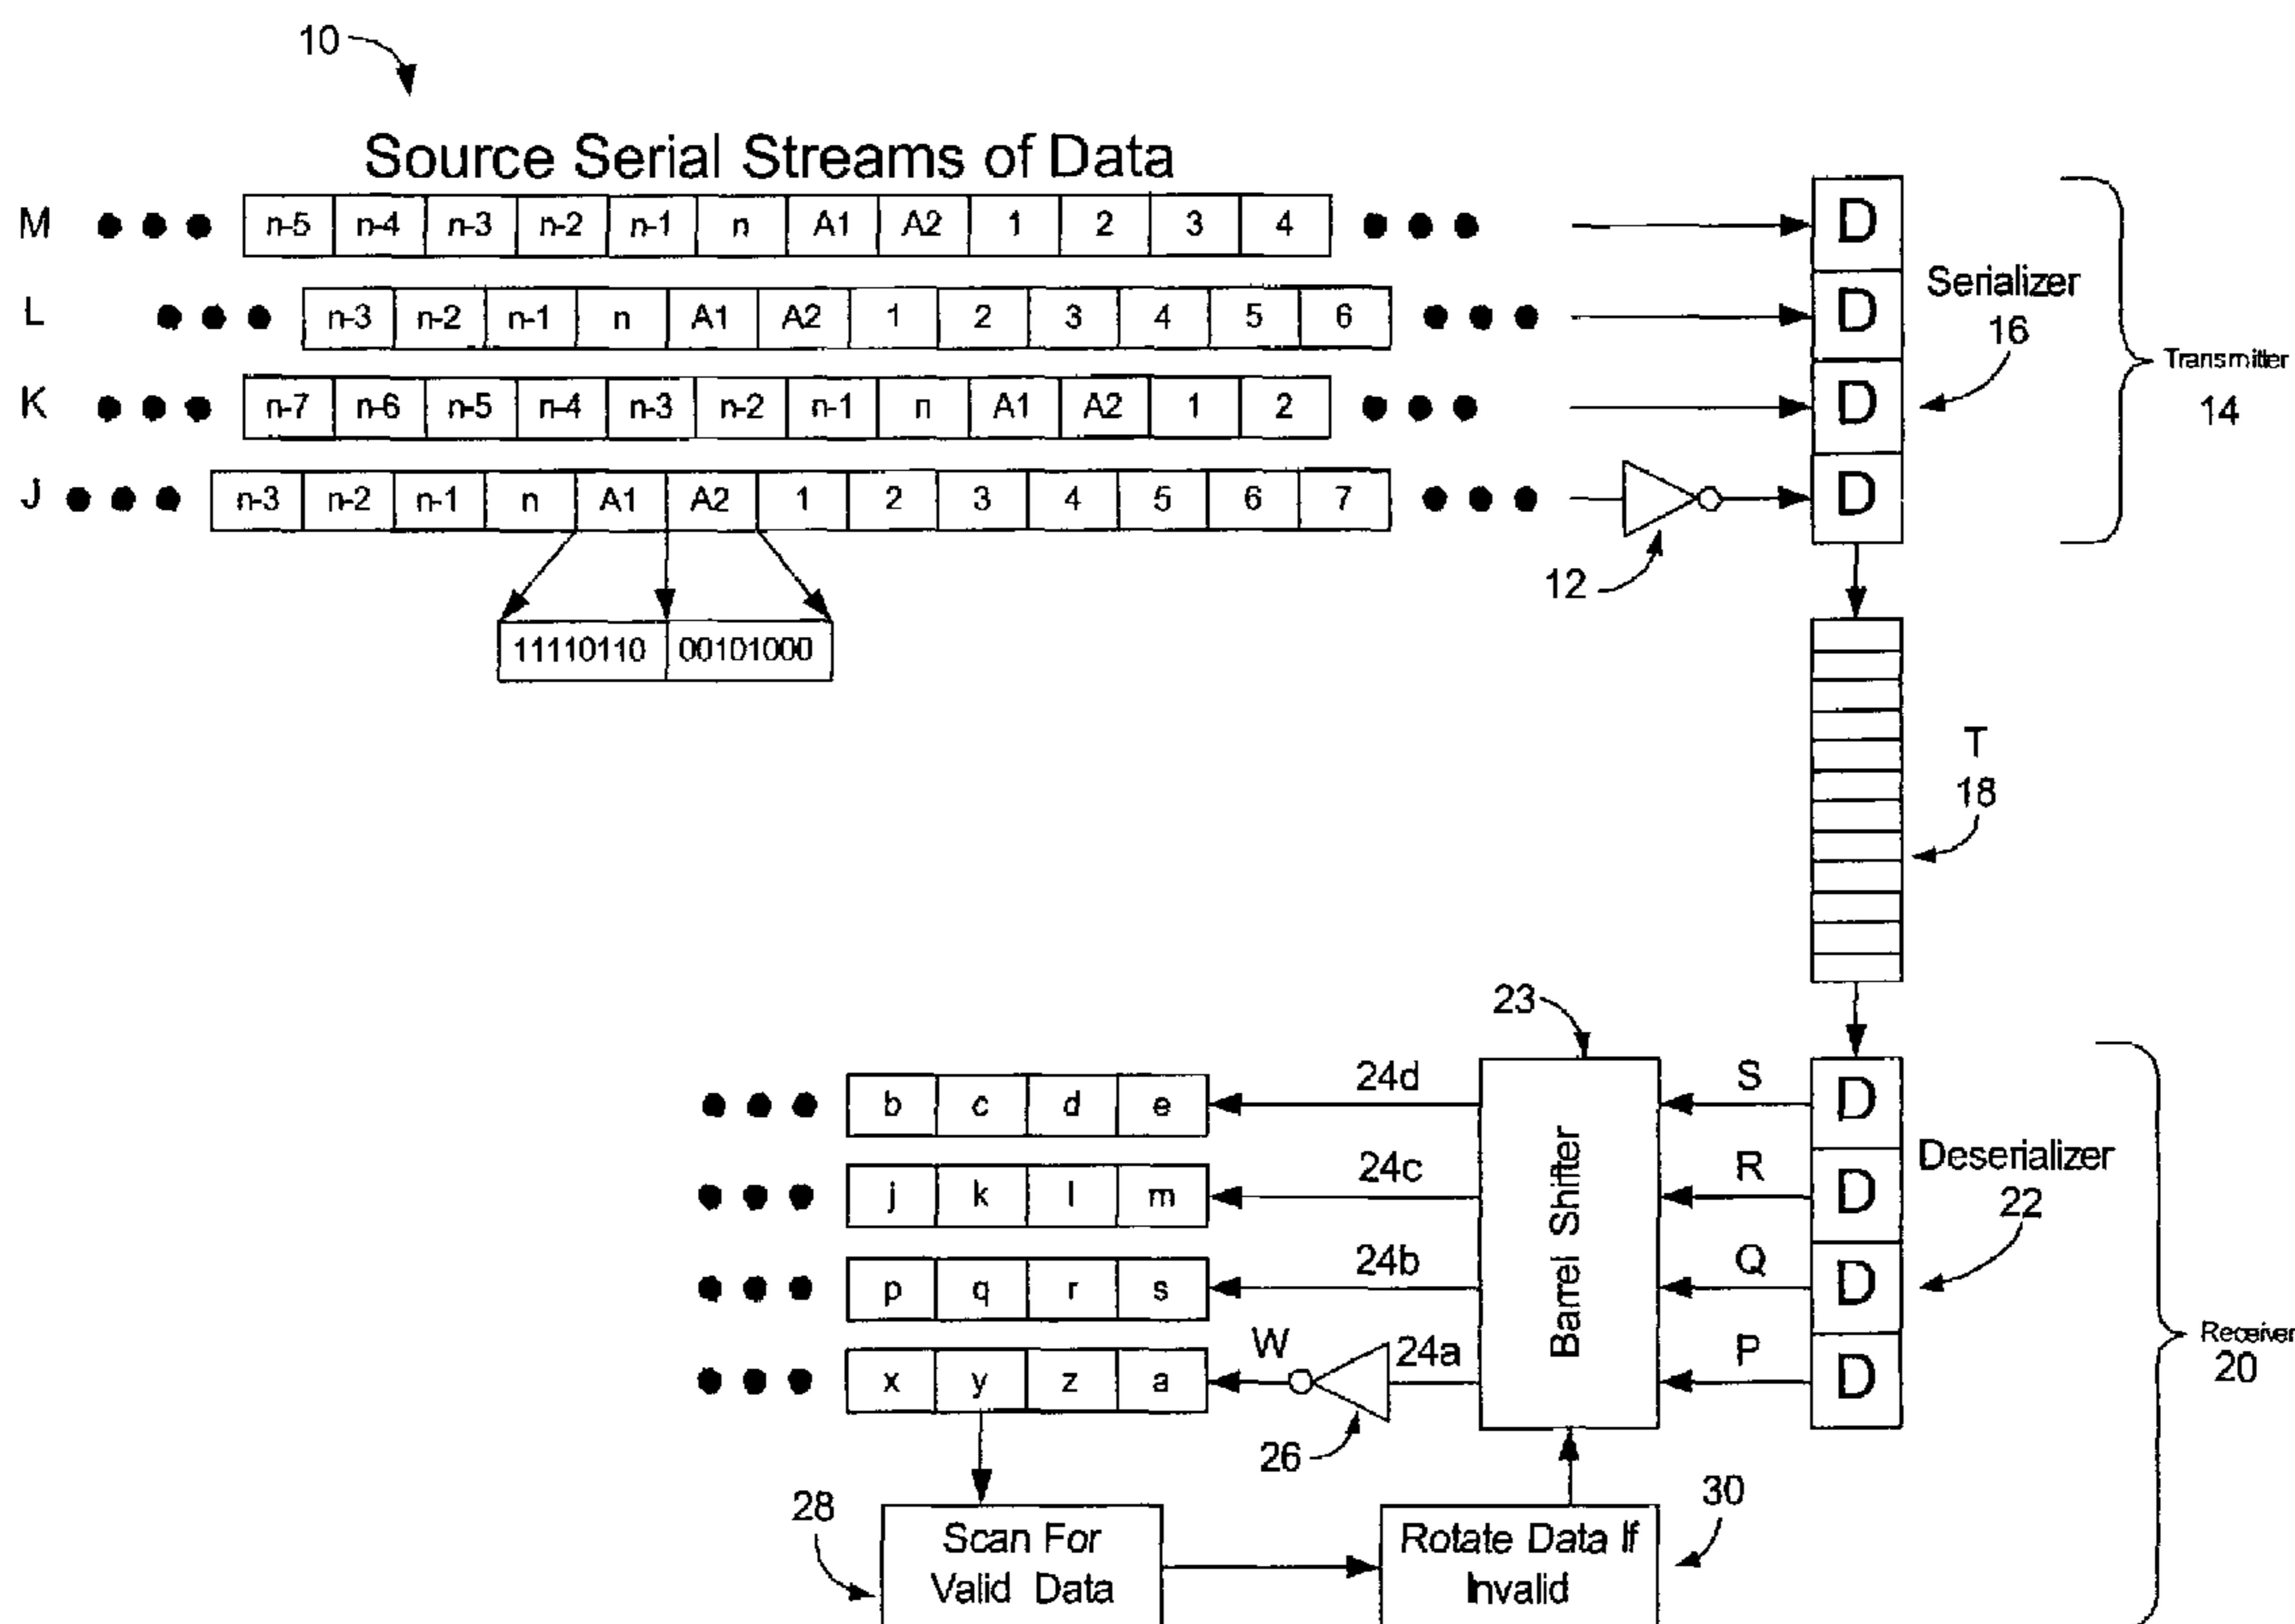 10
Source Serial Streams of Data
M n-5 n-4 n-3 n-2 n-1 n A1 A2 1 2 3 4 D
L n-3 n-2 n-1 n A1 A2 1 2 3 4 5 6 D
Serializer
16
K n-7 n-6 n-5 n-4 n-3 n-2 n-1 n A1 A2 1 2 D
Transmitter
14
J n-3 n-2 n-1 n A1 A2 1 2 3 4 5 6 7 D
12
11110110 00101000
T
18
23
b c d e 24d S D
j k l m 24c R D
Deserializer
22
p q r s 24b Q D
x y z a W 24a P D
Barrel Shifter
26
Receiver
20
28
Scan For
Valid Data
Rotate Data If
Invalid
30